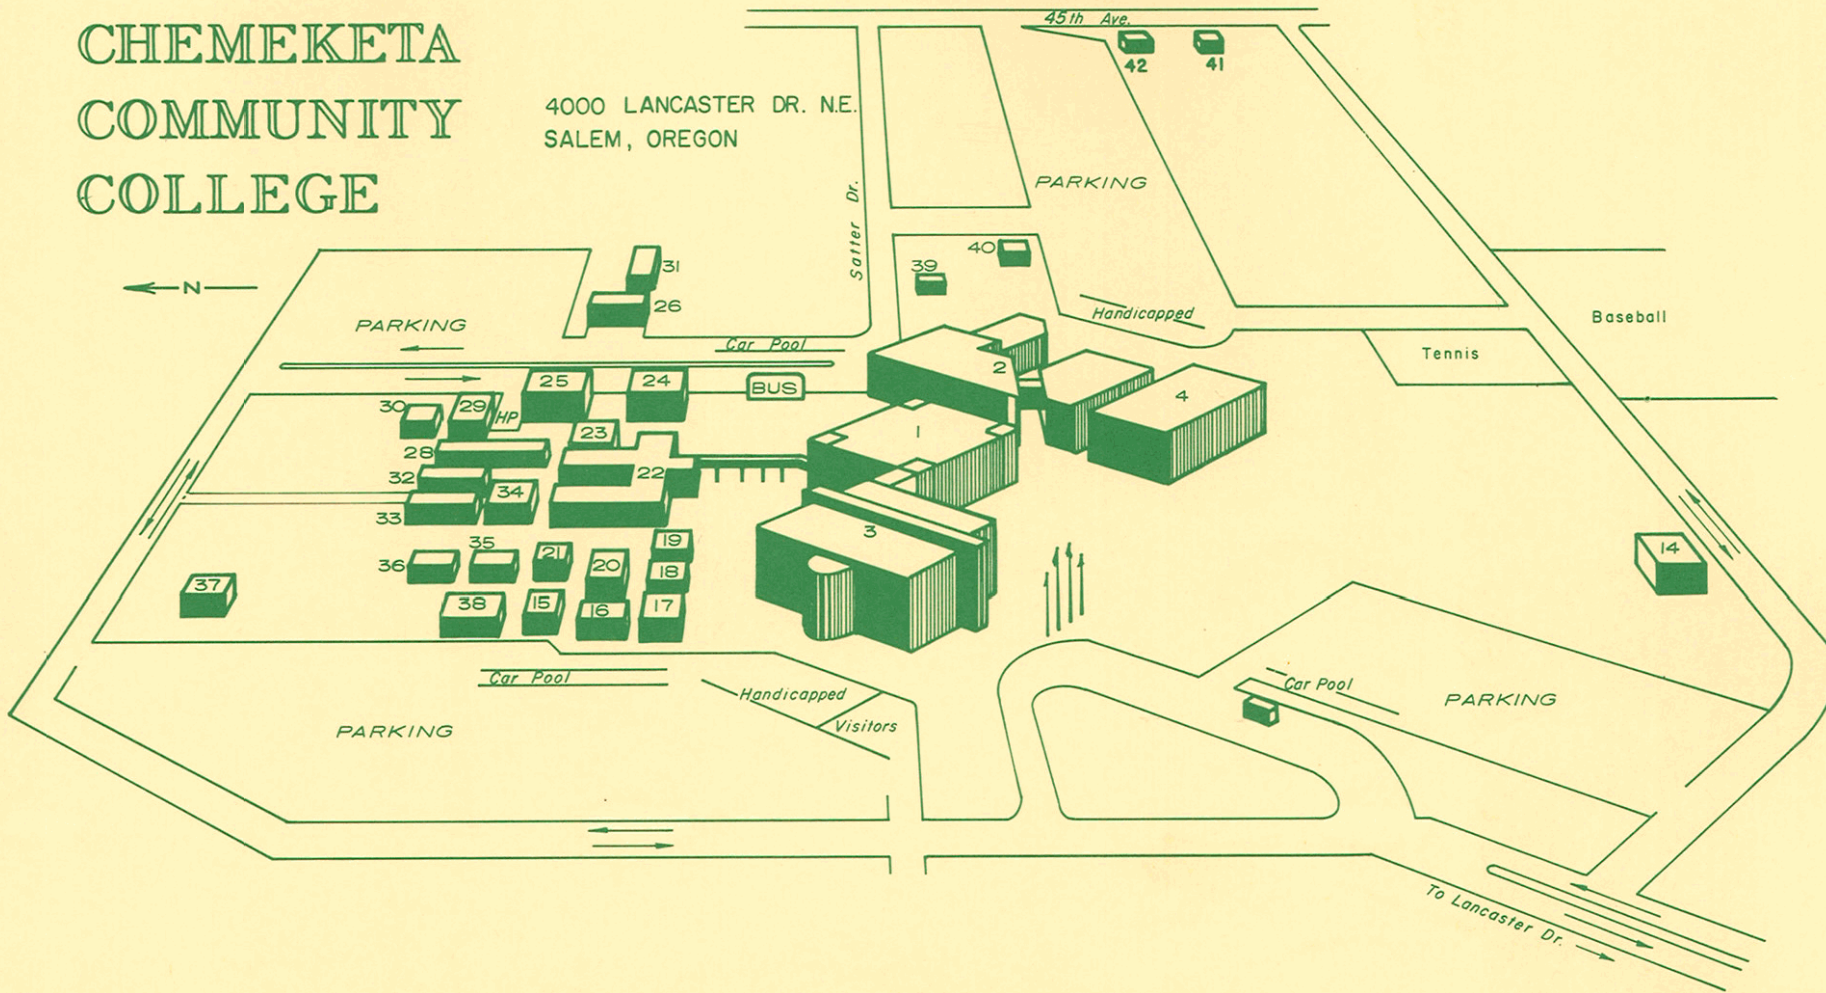 CHEMEKETA
COMMUNITY
COLLEGE
4000 LANCASTER DR. N.E.
SALEM, OREGON
45th Ave.
42
41
PARKING
Satter Dr.
N
40
39
31
26
Handicapped
Baseball
PARKING
Car Pool
Tennis
BUS
25
24
2
4
30
29
HP
23
1
28
22
32
34
33
3
19
35
21
36
20
18
14
37
38
15
16
17
Car Pool
Handicapped
Visitors
PARKING
Car Pool
PARKING
To Lancaster Dr.